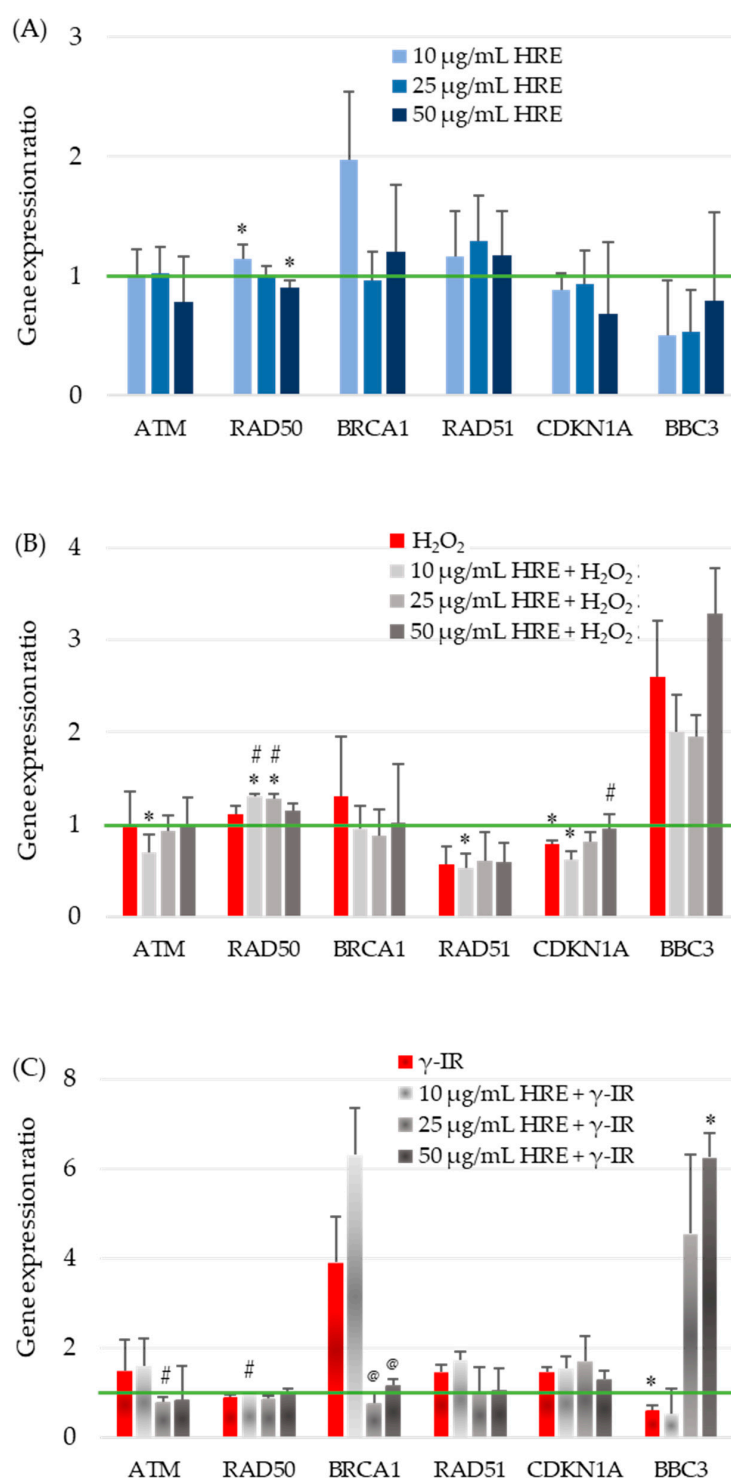 (A)
3
10 µg/mL HRE
25 µg/mL HRE
50 µg/mL HRE
2
1
0
Gene expression ratio
* *
ATM RAD50 BRCA1 RAD51 CDKN1A BBC3
(B)
4
H₂O₂
10 µg/mL HRE + H₂O₂
25 µg/mL HRE + H₂O₂
50 µg/mL HRE + H₂O₂
3
2
1
0
Gene expression ratio
# # #
* * * * * *
ATM RAD50 BRCA1 RAD51 CDKN1A BBC3
(C)
8
γ-IR
10 µg/mL HRE + γ-IR
25 µg/mL HRE + γ-IR
50 µg/mL HRE + γ-IR
6
4
2
0
Gene expression ratio
# # @ @ * *
ATM RAD50 BRCA1 RAD51 CDKN1A BBC3